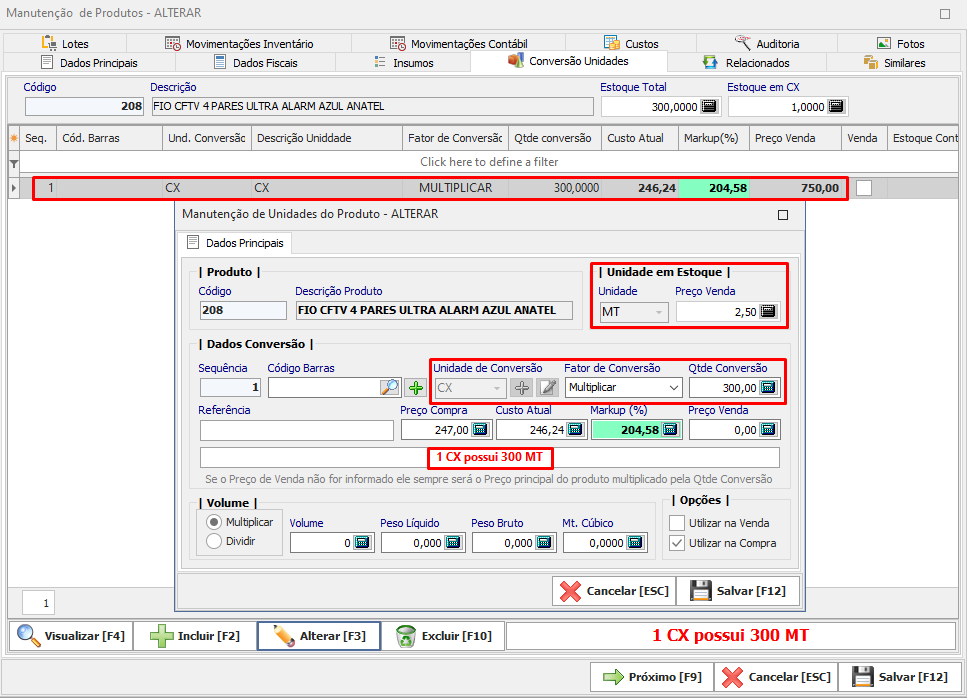 Manutenção de Produtos - ALTERAR
Lotes Movimentações Inventário Movimentações Contábil Custos Auditoria Fotos
Dados Principais Dados Fiscais Insumos Conversão Unidades Relacionados Similares
Código Descrição Estoque Total Estoque em CX
208 FIO CFTV 4 PARES ULTRA ALARM AZUL ANATEL 300,0000 1,0000
Seq. Cód. Barras Und. Conversão Descrição Uniddade Fator de Conversão Qtde conversão Custo Atual Markup(%) Preço Venda Venda Estoque Cont
Click here to define a filter
1 CX CX MULTIPLICAR 300,0000 246,24 204,58 750,00
Manutenção de Unidades do Produto - ALTERAR
Dados Principais
| Produto | | Unidade em Estoque |
Código Descrição Produto Unidade Preço Venda
208 FIO CFTV 4 PARES ULTRA ALARM AZUL ANATEL MT 2,50
| Dados Conversão |
Sequência Código Barras Unidade de Conversão Fator de Conversão Qtde Conversão
1 CX Multiplicar 300,00
Referência Preço Compra Custo Atual Markup (%) Preço Venda
247,00 246,24 204,58 0,00
1 CX possui 300 MT
Se o Preço de Venda não for informado ele sempre será o Preço principal do produto multiplicado pela Qtde Conversão
| Volume | | Opções |
Multiplicar Volume Peso Líquido Peso Bruto Mt. Cúbico Utilizar na Venda
Dividir 0 0,000 0,000 0,0000 Utilizar na Compra
Cancelar [ESC] Salvar [F12]
1
Visualizar [F4] Incluir [F2] Alterar [F3] Excluir [F10] 1 CX possui 300 MT
Próximo [F9] Cancelar [ESC] Salvar [F12]